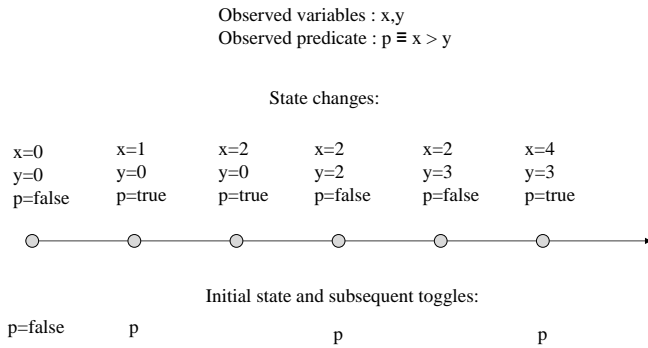 Observed variables : x,y
Observed predicate : p ≡ x > y
State changes:
x=0 x=1 x=2 x=2 x=2 x=4
y=0 y=0 y=0 y=2 y=3 y=3
p=false p=true p=true p=false p=false p=true
Initial state and subsequent toggles:
p=false p p p